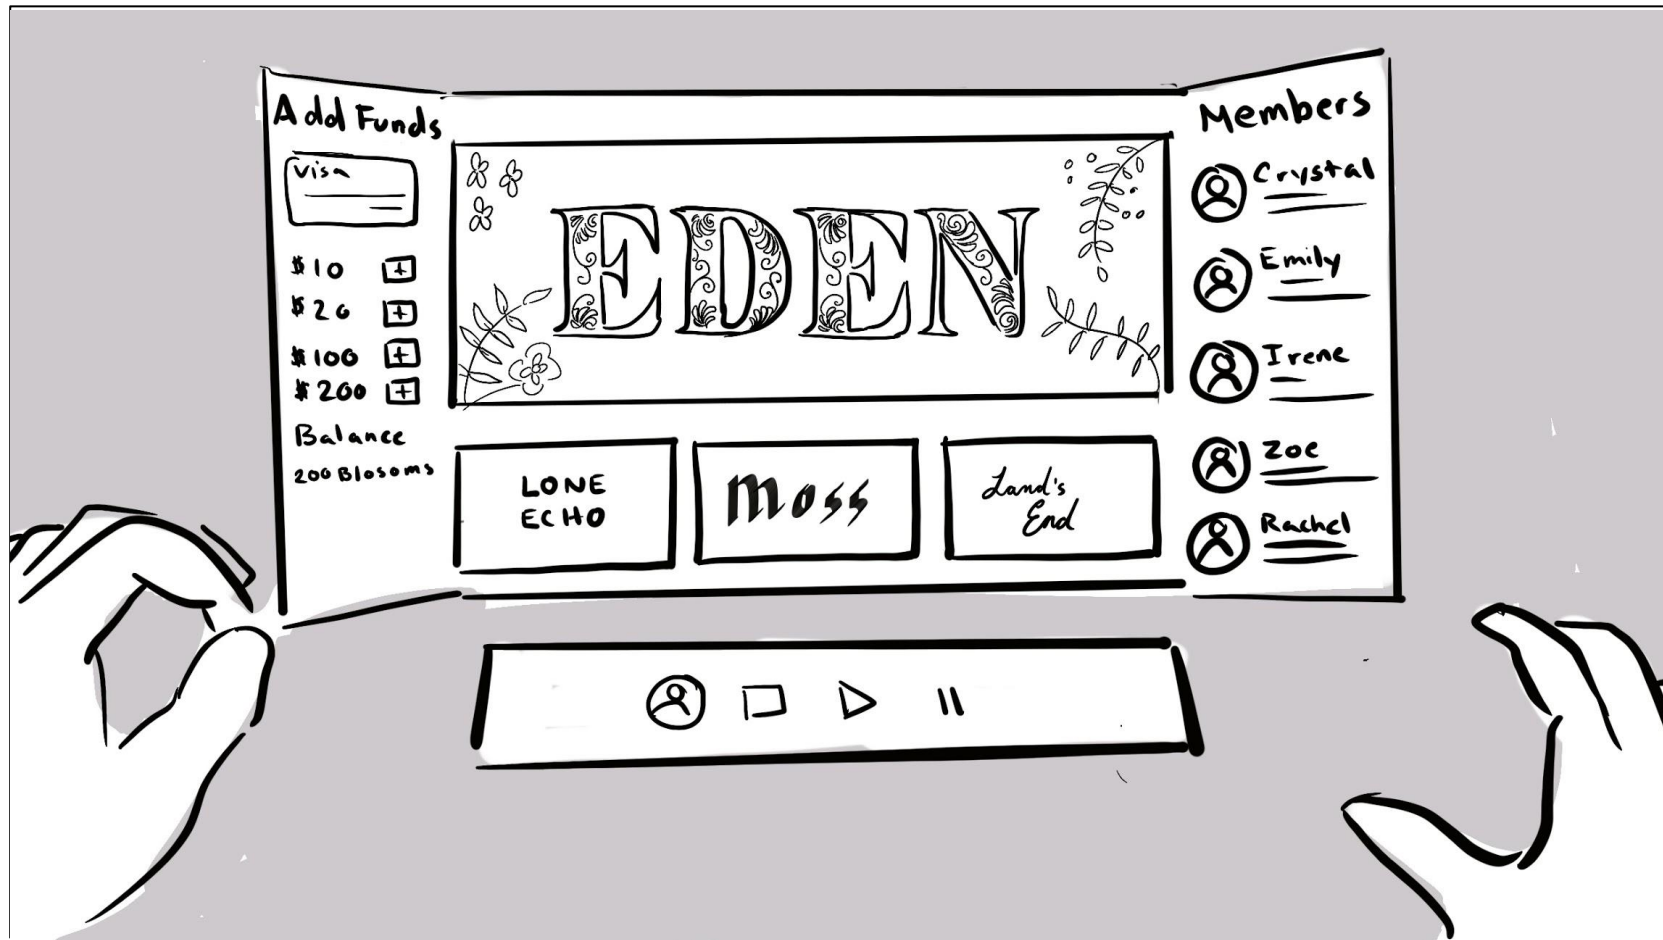 Add Funds
Visa
$10
$20
$100
$200
Balance
200 Blosoms
EDEN
LONE
ECHO
Moss
Land's
End
Members
Crystal
Emily
Irene
Zoe
Rachel